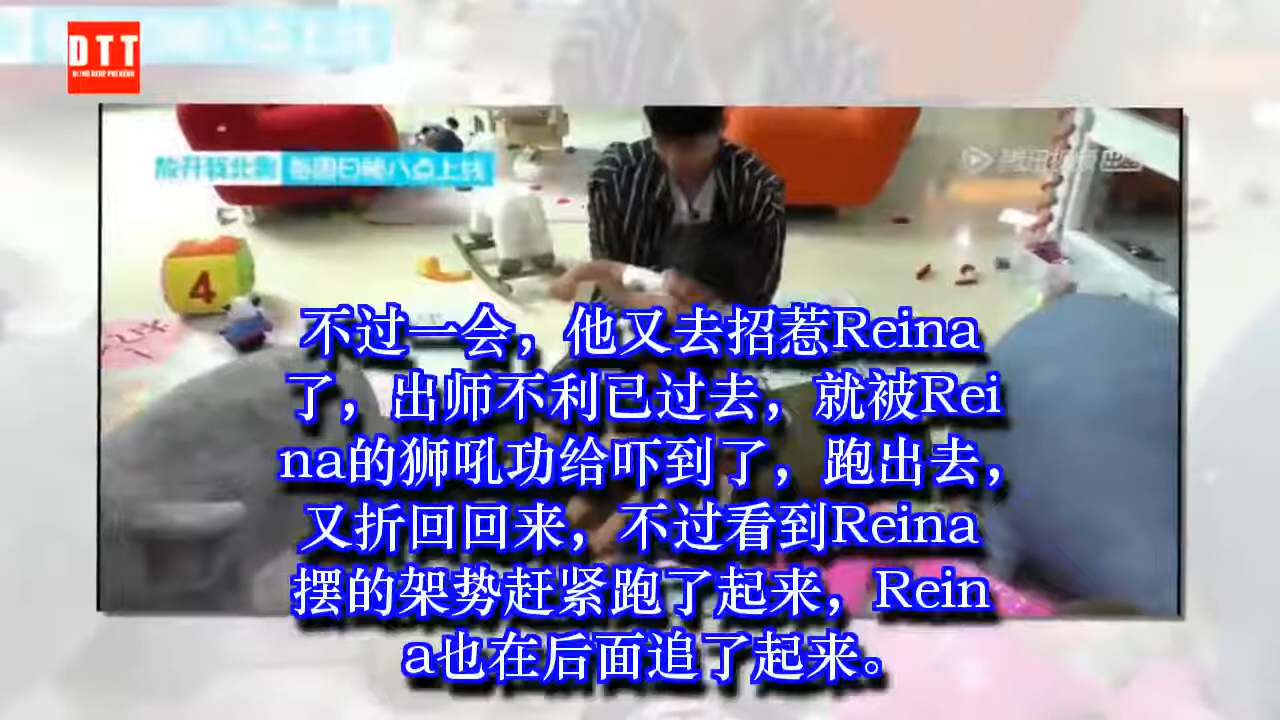 DTT
放开我北鼻 每周日晚八点上线
4
不过一会，他又去招惹Reina
了，出师不利已过去，就被Rei
na的狮吼功给吓到了，跑出去，
又折回回来，不过看到Reina
摆的架势赶紧跑了起来，Rein
a也在后面追了起来。